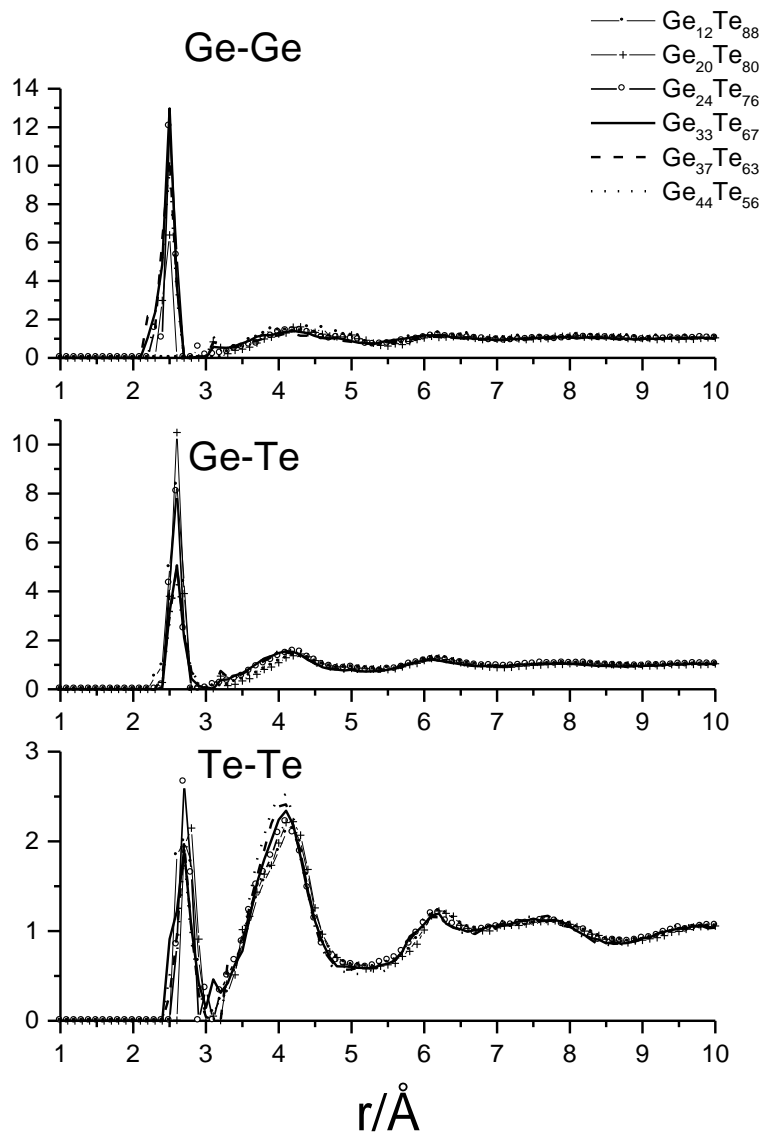 Ge-Ge
Ge₁₂Te₈₈
Ge₂₀Te₈₀
Ge₂₄Te₇₆
Ge₃₃Te₆₇
Ge₃₇Te₆₃
Ge₄₄Te₅₆
14
12
10
8
6
4
2
0
1 2 3 4 5 6 7 8 9 10
Ge-Te
10
8
6
4
2
0
1 2 3 4 5 6 7 8 9 10
Te-Te
3
2
1
0
1 2 3 4 5 6 7 8 9 10
r/Å